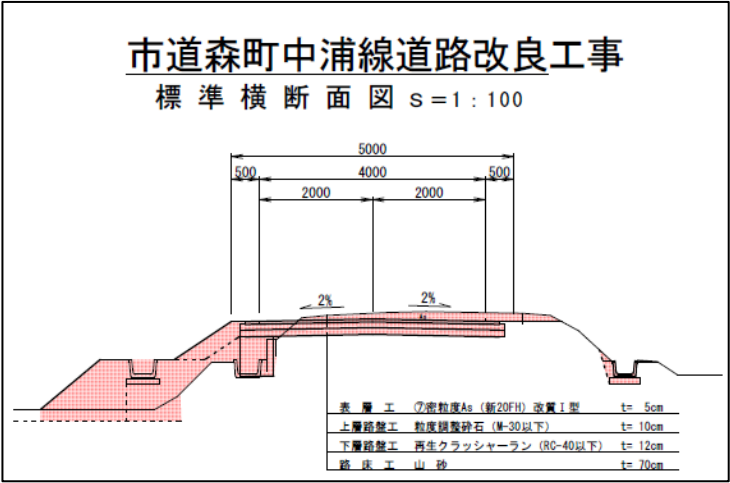 市道森町中浦線道路改良工事
標準横断面図 S=1:100
5000
500 4000 500
2000 2000
2% 2%
表層工 ⑦密粒度As (新20FH) 改質Ⅰ型 t= 5cm
上層路盤工 粒度調整砕石 (M-30以下) t= 10cm
下層路盤工 再生クラッシャーラン (RC-40以下) t= 12cm
路床工 山砂 t= 70cm